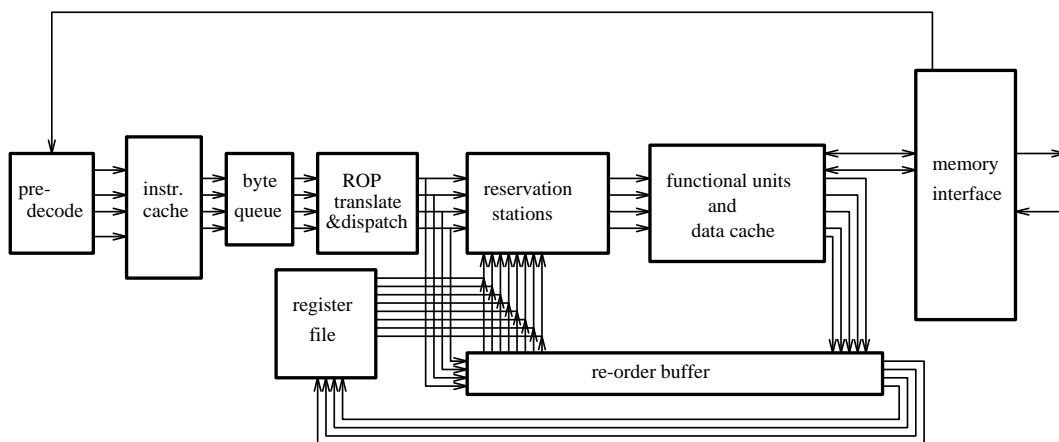 pre-
decode
instr.
cache
byte
queue
ROP
translate
&dispatch
reservation
stations
functional units
and
data cache
memory
interface
register
file
re-order buffer